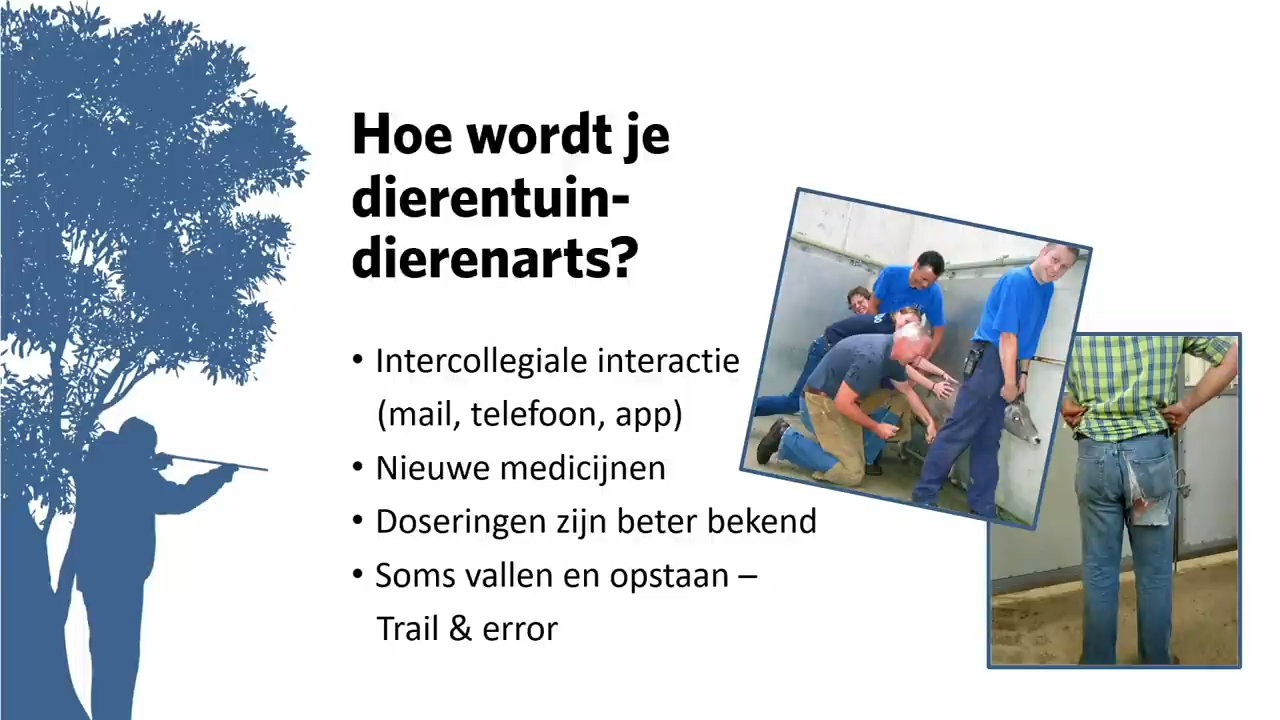 Hoe wordt je
dierentuin-
dierenarts?
• Intercollegiale interactie
(mail, telefoon, app)
• Nieuwe medicijnen
• Doseringen zijn beter bekend
• Soms vallen en opstaan –
Trail & error